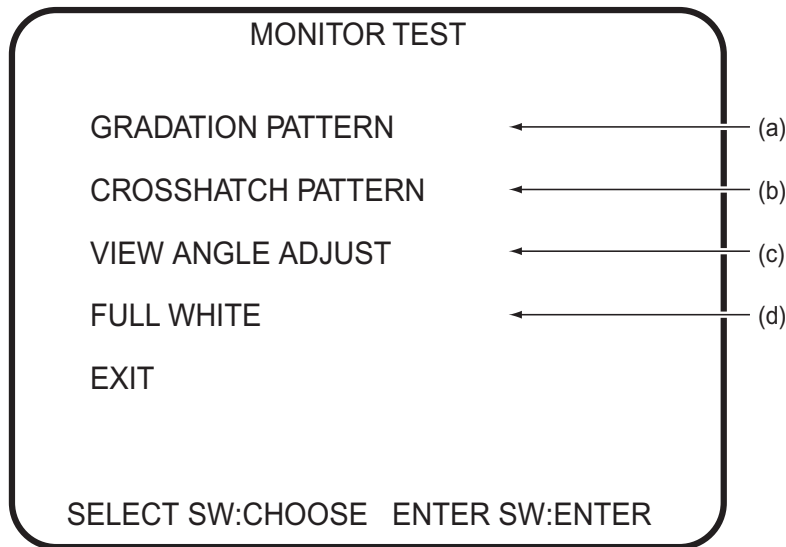 MONITOR TEST
GRADATION PATTERN (a)
CROSSHATCH PATTERN (b)
VIEW ANGLE ADJUST (c)
FULL WHITE (d)
EXIT
SELECT SW:CHOOSE ENTER SW:ENTER